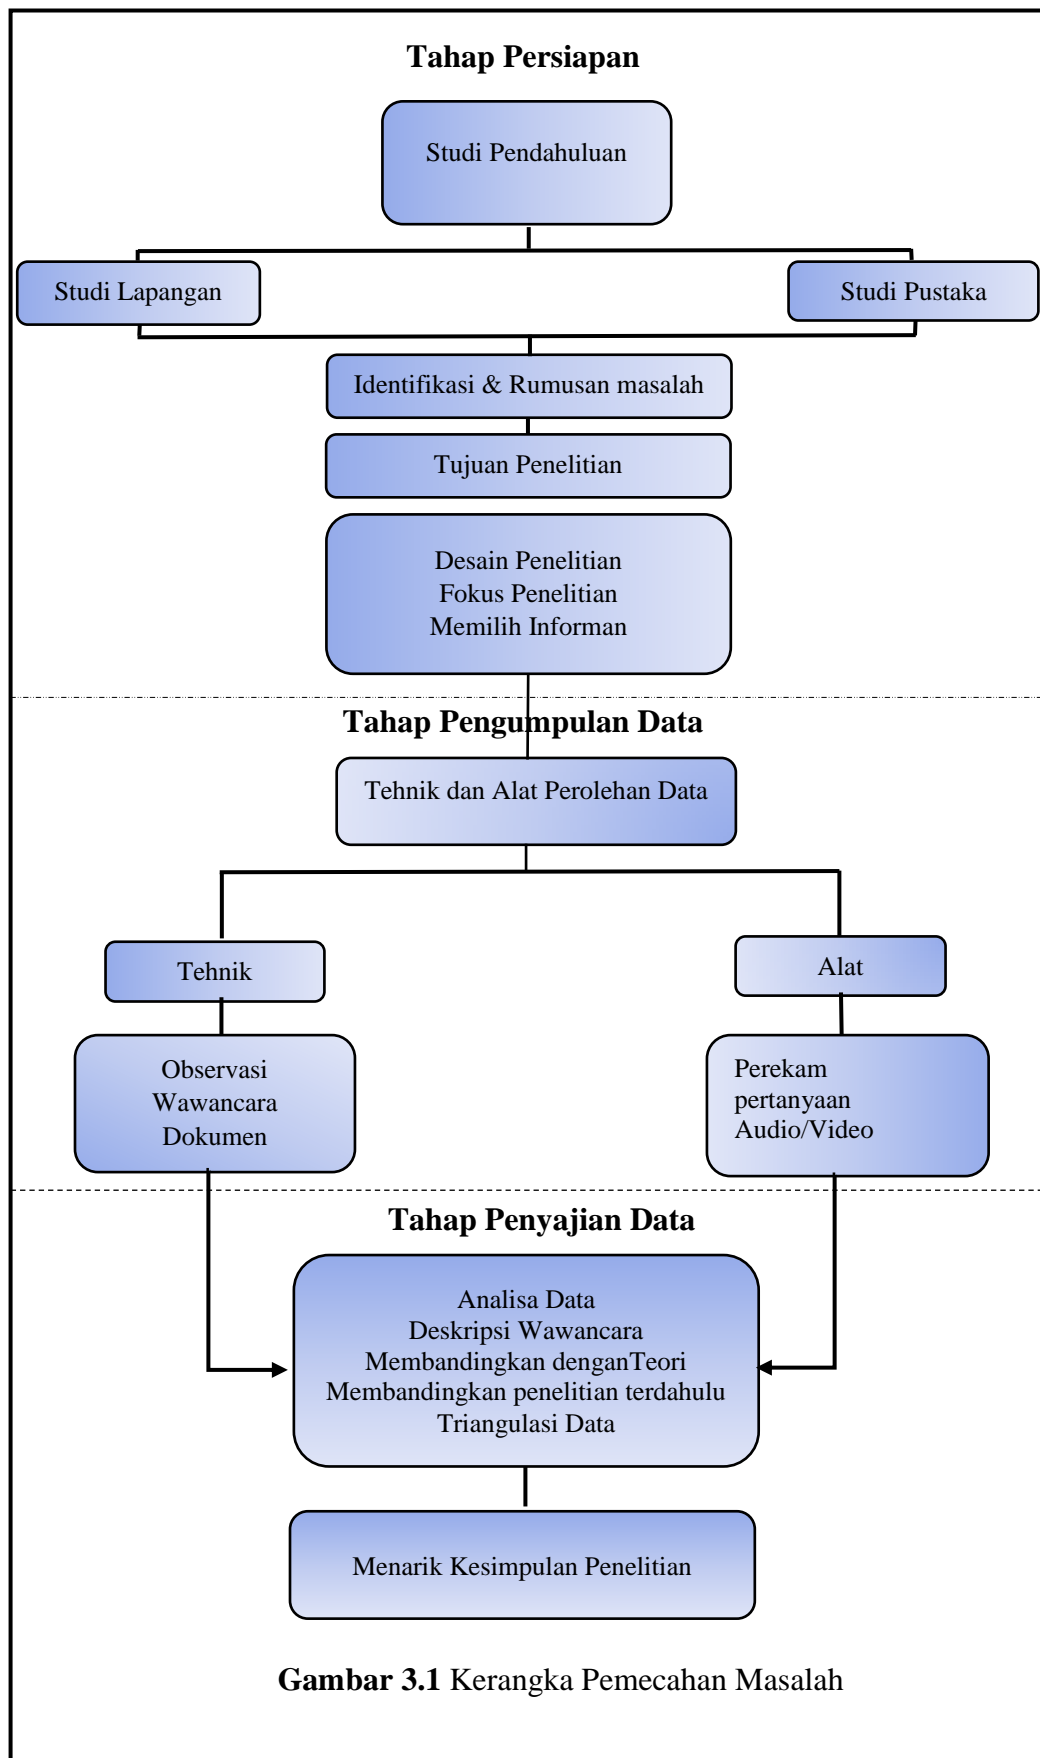 Tahap Persiapan
Studi Pendahuluan
Studi Lapangan
Studi Pustaka
Identifikasi & Rumusan masalah
Tujuan Penelitian
Desain Penelitian
Fokus Penelitian
Memilih Informan
Tahap Pengumpulan Data
Tehnik dan Alat Perolehan Data
Tehnik
Alat
Observasi
Wawancara
Dokumen
Perekam
pertanyaan
Audio/Video
Tahap Penyajian Data
Analisa Data
Deskripsi Wawancara
Membandingkan denganTeori
Membandingkan penelitian terdahulu
Triangulasi Data
Menarik Kesimpulan Penelitian
Gambar 3.1 Kerangka Pemecahan Masalah